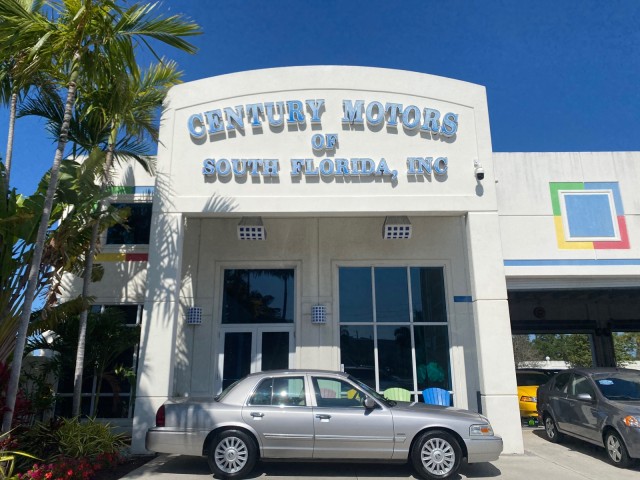 CENTURY MOTORS
OF
SOUTH FLORIDA, INC